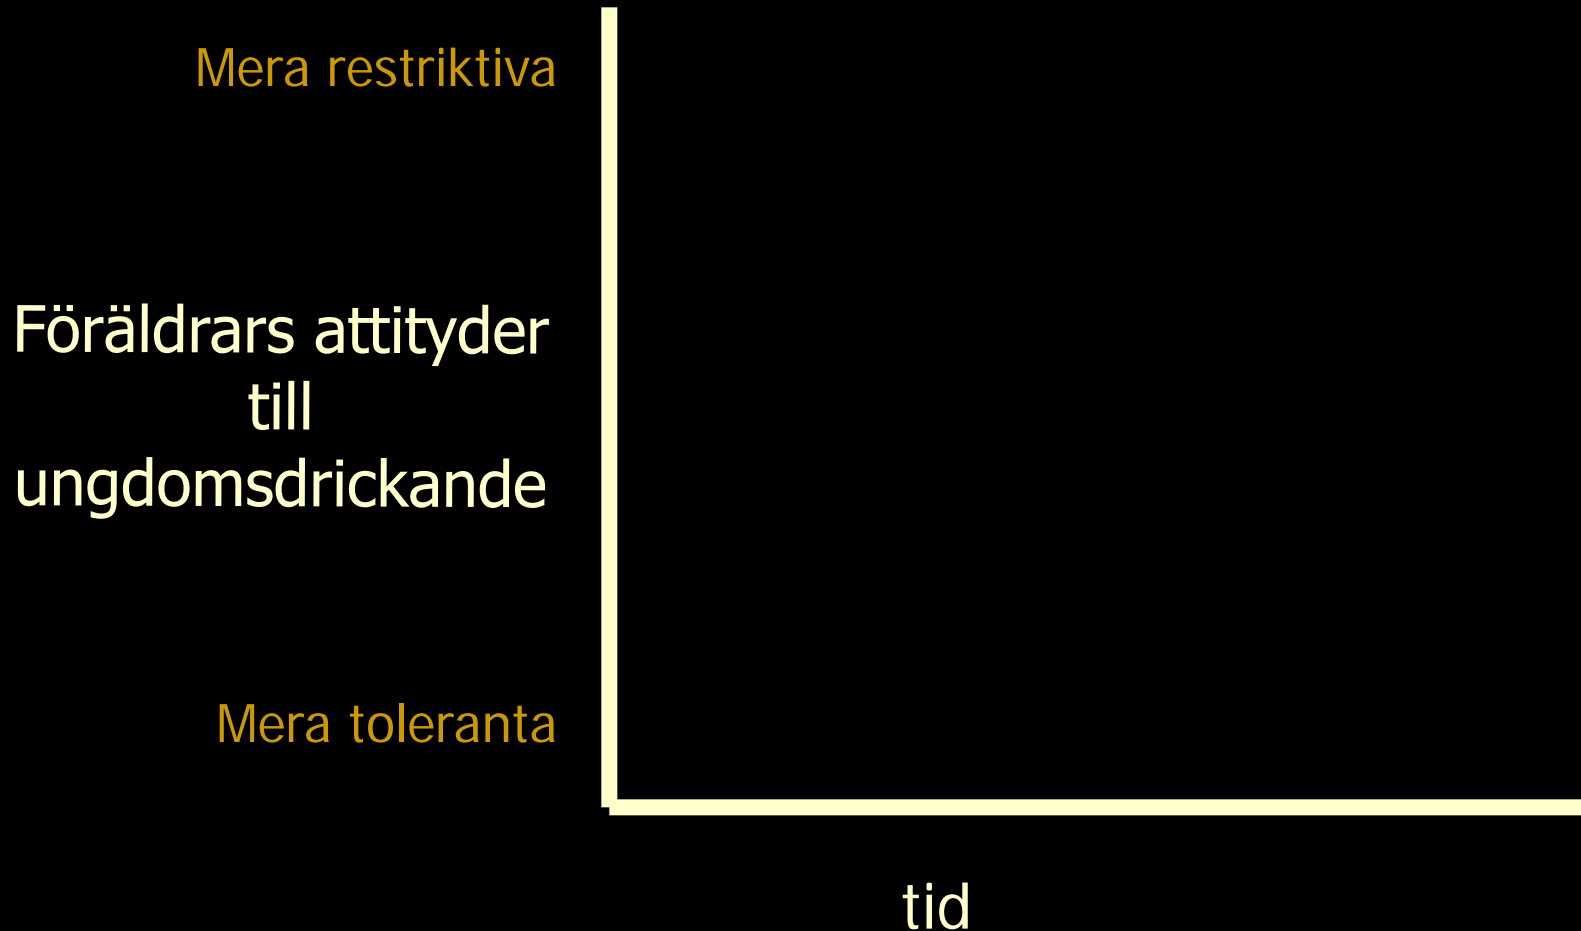 Mera restriktiva
Föräldrars attityder
till
ungdomsdrickande
Mera toleranta
tid